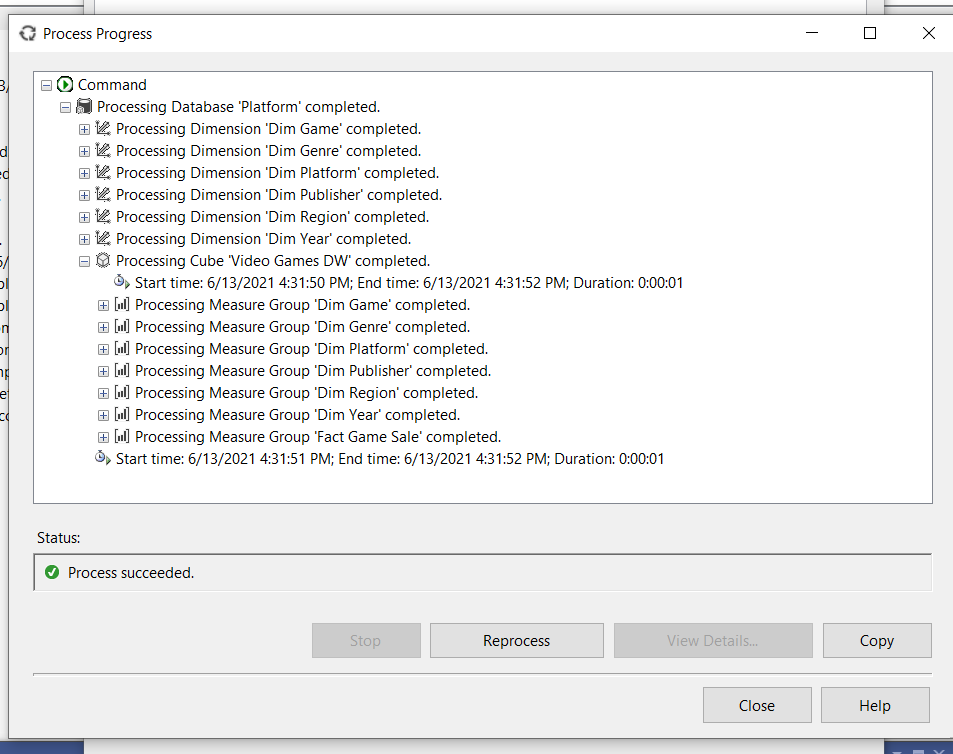 Process Progress
Command
Processing Database 'Platform' completed.
Processing Dimension 'Dim Game' completed.
Processing Dimension 'Dim Genre' completed.
Processing Dimension 'Dim Platform' completed.
Processing Dimension 'Dim Publisher' completed.
Processing Dimension 'Dim Region' completed.
Processing Dimension 'Dim Year' completed.
Processing Cube 'Video Games DW' completed.
Start time: 6/13/2021 4:31:50 PM; End time: 6/13/2021 4:31:52 PM; Duration: 0:00:01
Processing Measure Group 'Dim Game' completed.
Processing Measure Group 'Dim Genre' completed.
Processing Measure Group 'Dim Platform' completed.
Processing Measure Group 'Dim Publisher' completed.
Processing Measure Group 'Dim Region' completed.
Processing Measure Group 'Dim Year' completed.
Processing Measure Group 'Fact Game Sale' completed.
Start time: 6/13/2021 4:31:51 PM; End time: 6/13/2021 4:31:52 PM; Duration: 0:00:01
Status:
Process succeeded.
Stop Reprocess View Details... Copy
Close Help